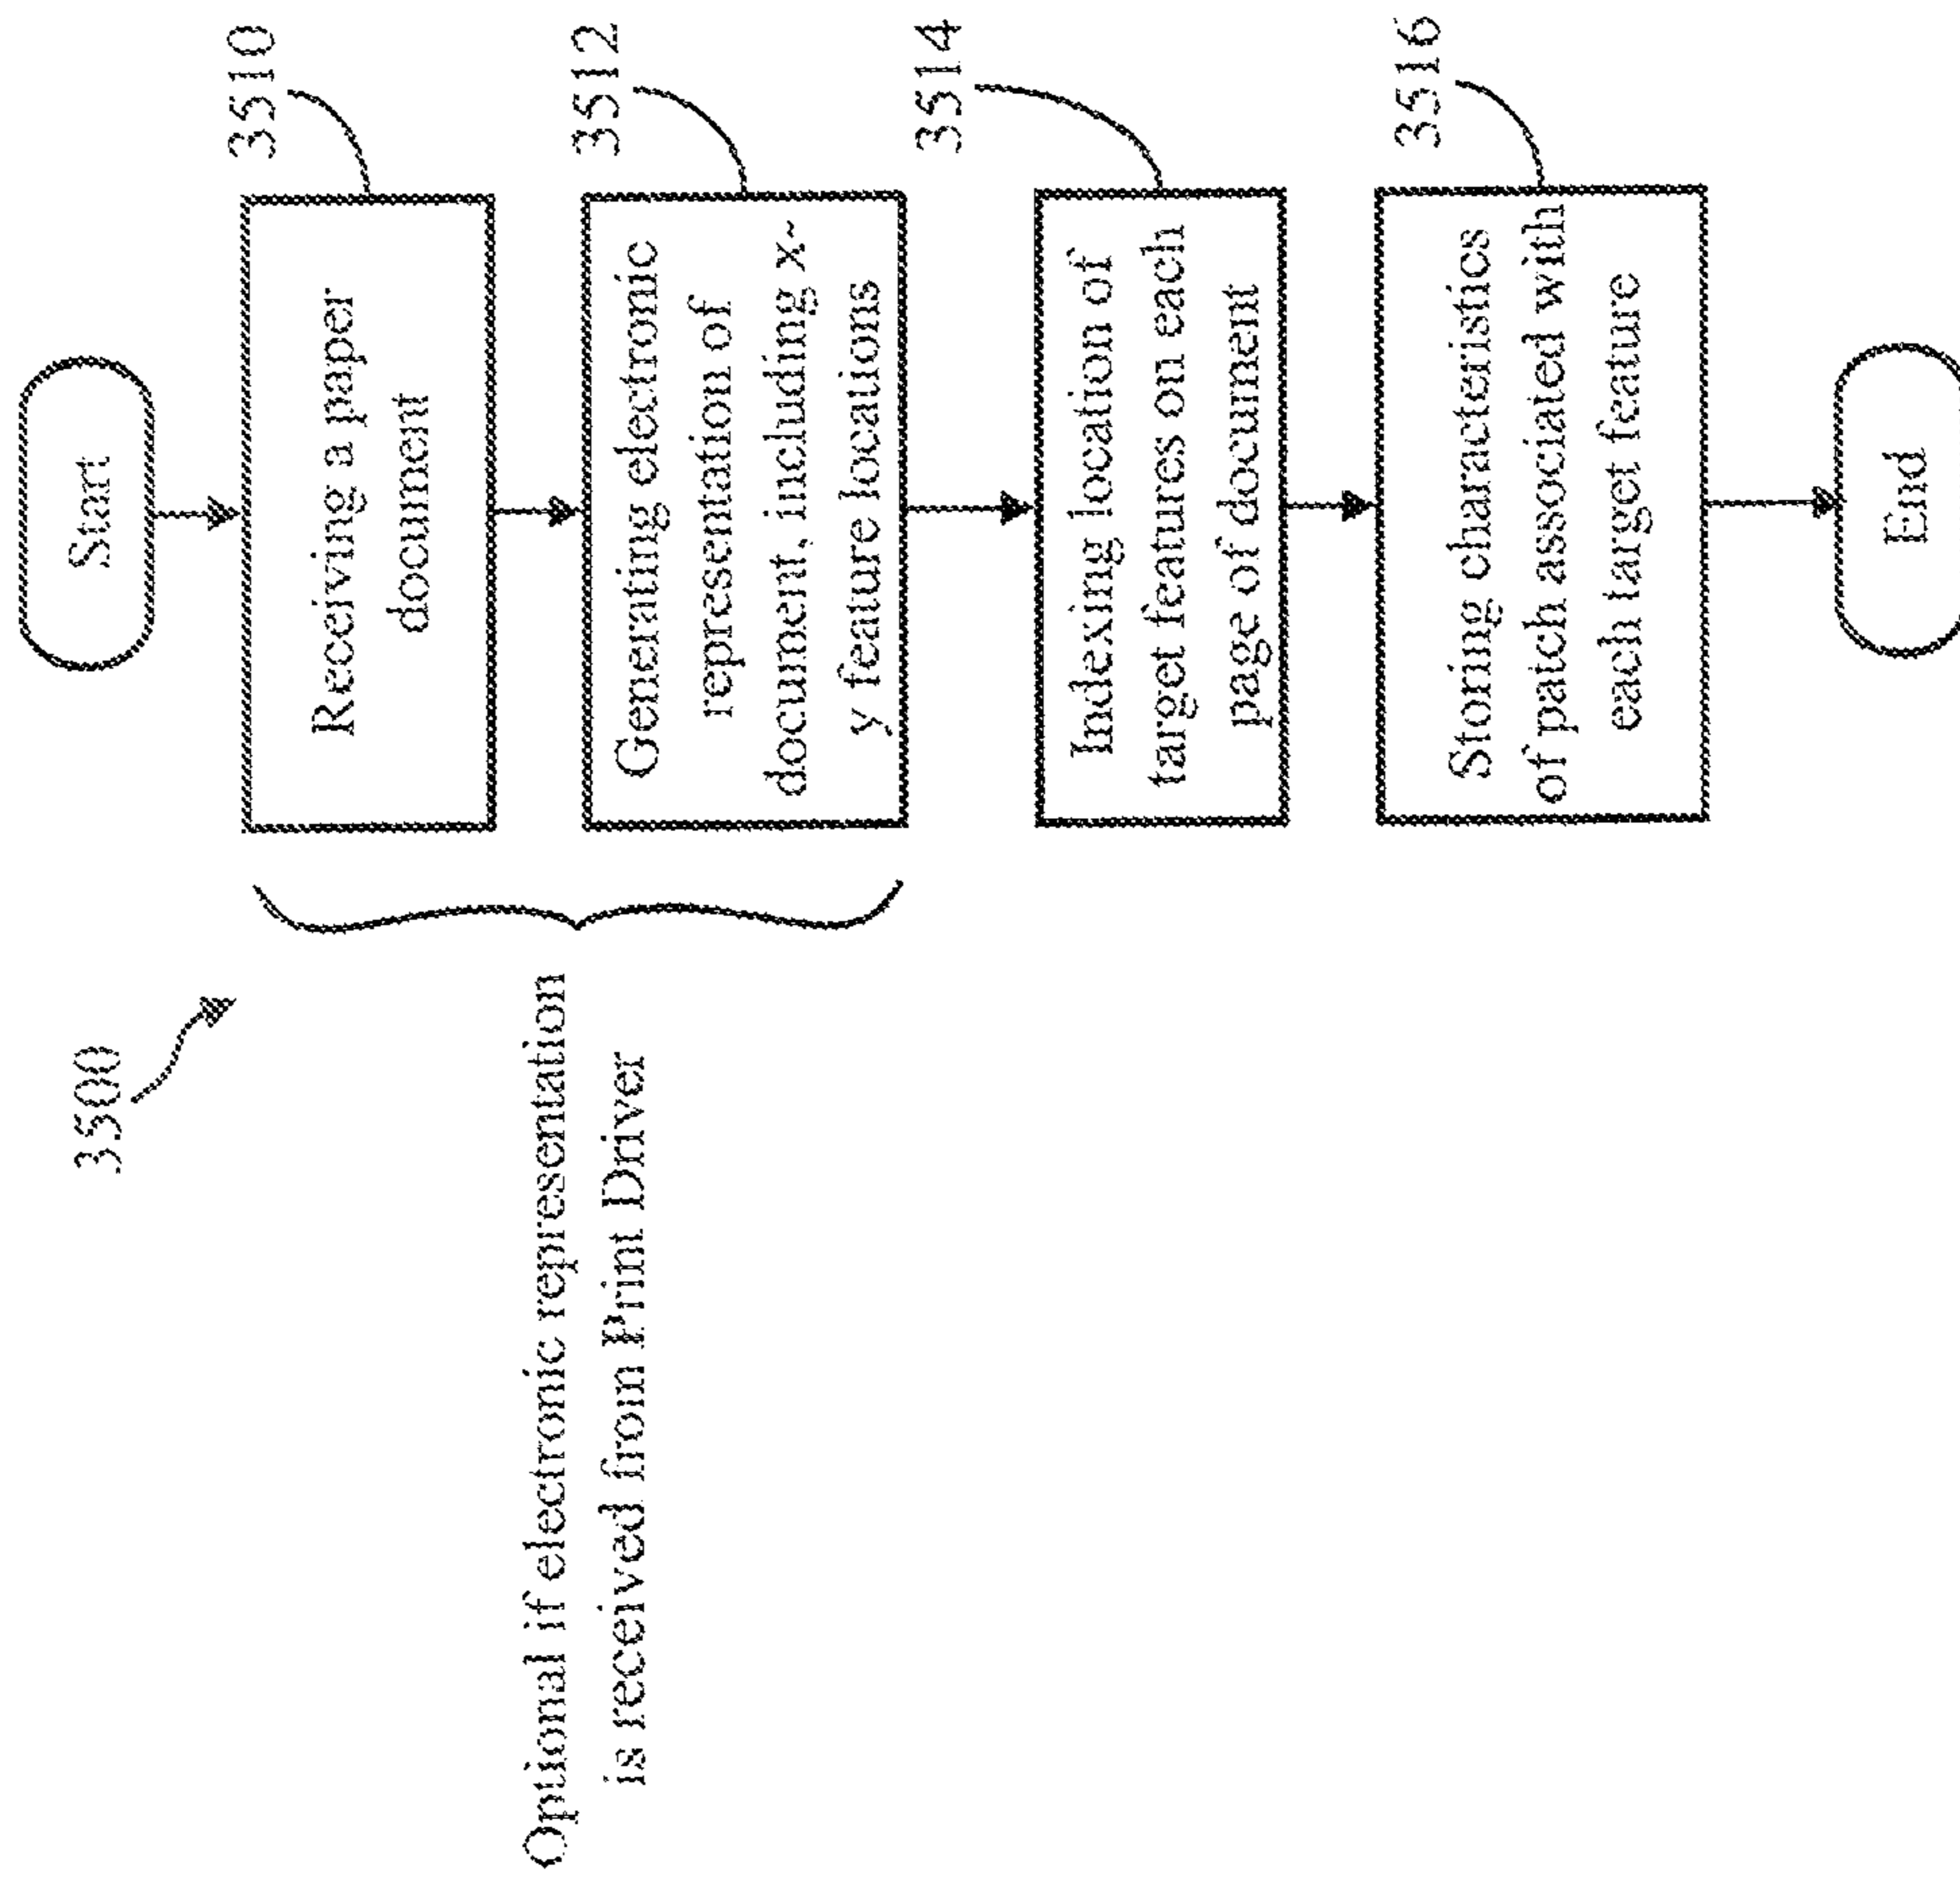 3500
Start
Receiving a paper
document
3510
Optional if electronic representation
is received from Print Driver
Generating electronic
representation of
document, including x-
y feature locations
3512
Indexing location of
target features on each
page of document
3514
Storing characteristics
of patch associated with
each target feature
3516
End